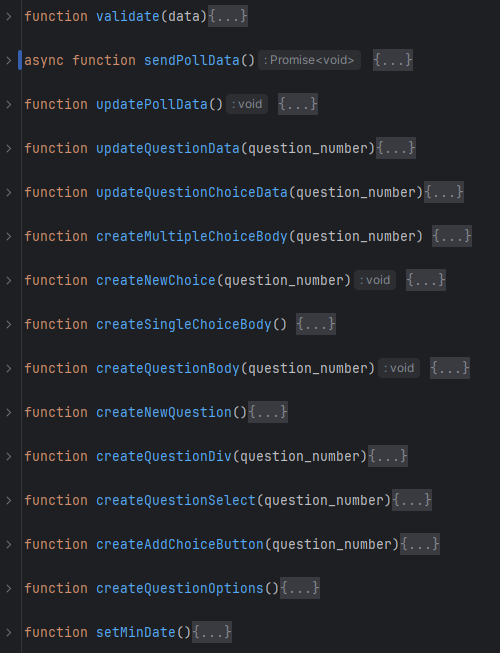 function validate(data){...}
async function sendPollData() : Promise<void> {...}
function updatePollData() : void {...}
function updateQuestionData(question_number){...}
function updateQuestionChoiceData(question_number){...}
function createMultipleChoiceBody(question_number) {...}
function createNewChoice(question_number) : void {...}
function createSingleChoiceBody() {...}
function createQuestionBody(question_number) : void {...}
function createNewQuestion(){...}
function createQuestionDiv(question_number){...}
function createQuestionSelect(question_number){...}
function createAddChoiceButton(question_number){...}
function createQuestionOptions(){...}
function setMinDate(){...}